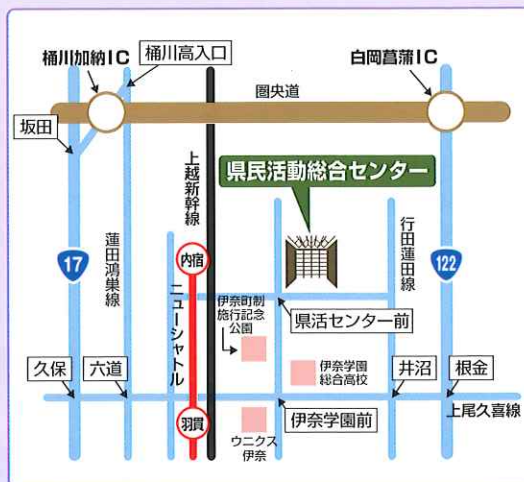 桶川加納IC
桶川高入口
白岡菖蒲IC
圏央道
坂田
上越新幹線
県民活動総合センター
17
蓮田鴻巣線
内宿
ニューシャトル
伊奈町制
施行記念
公園
県活センター前
行田蓮田線
122
久保
六道
伊奈学園
総合高校
井沼
根金
上尾久喜線
羽貫
ウニクス
伊奈
伊奈学園前